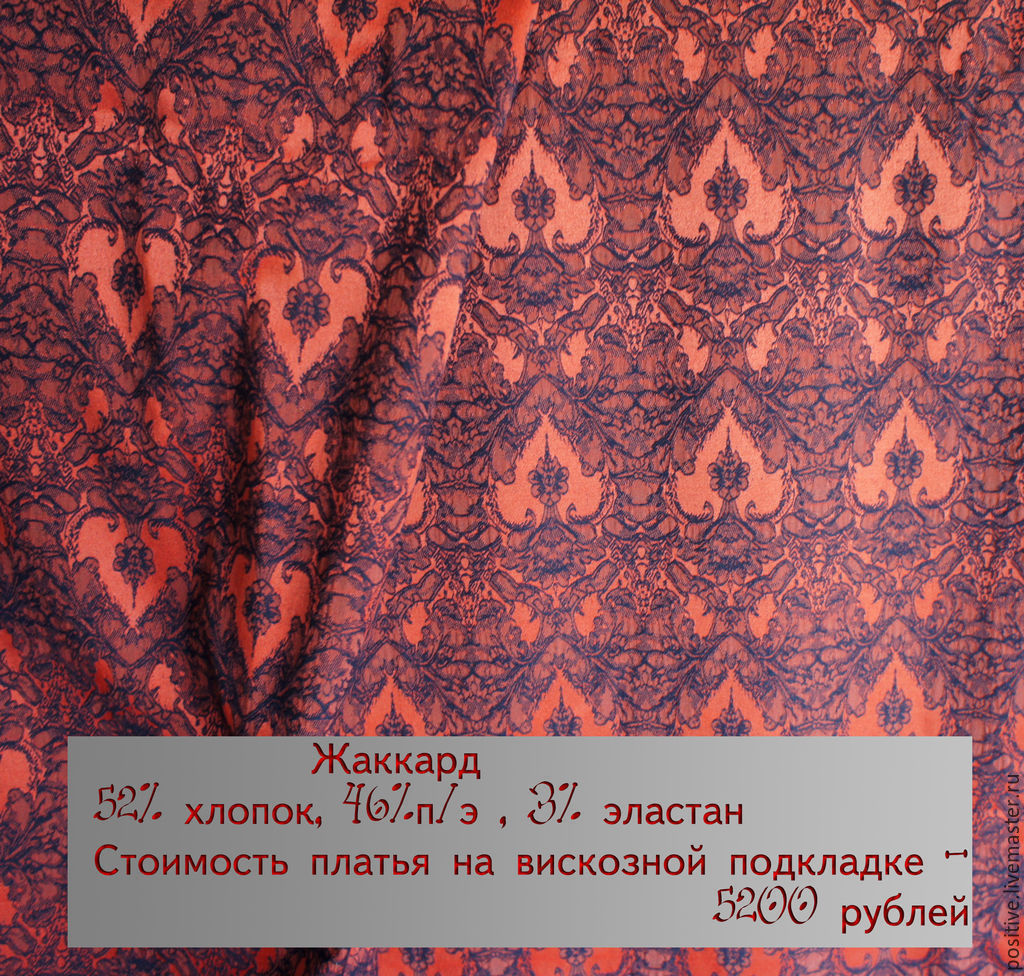 Жаккард
52% хлопок, 46%п/э , 3% эластан
Стоимость платья на вискозной подкладке -
5200 рублей
positive.livemaster.ru